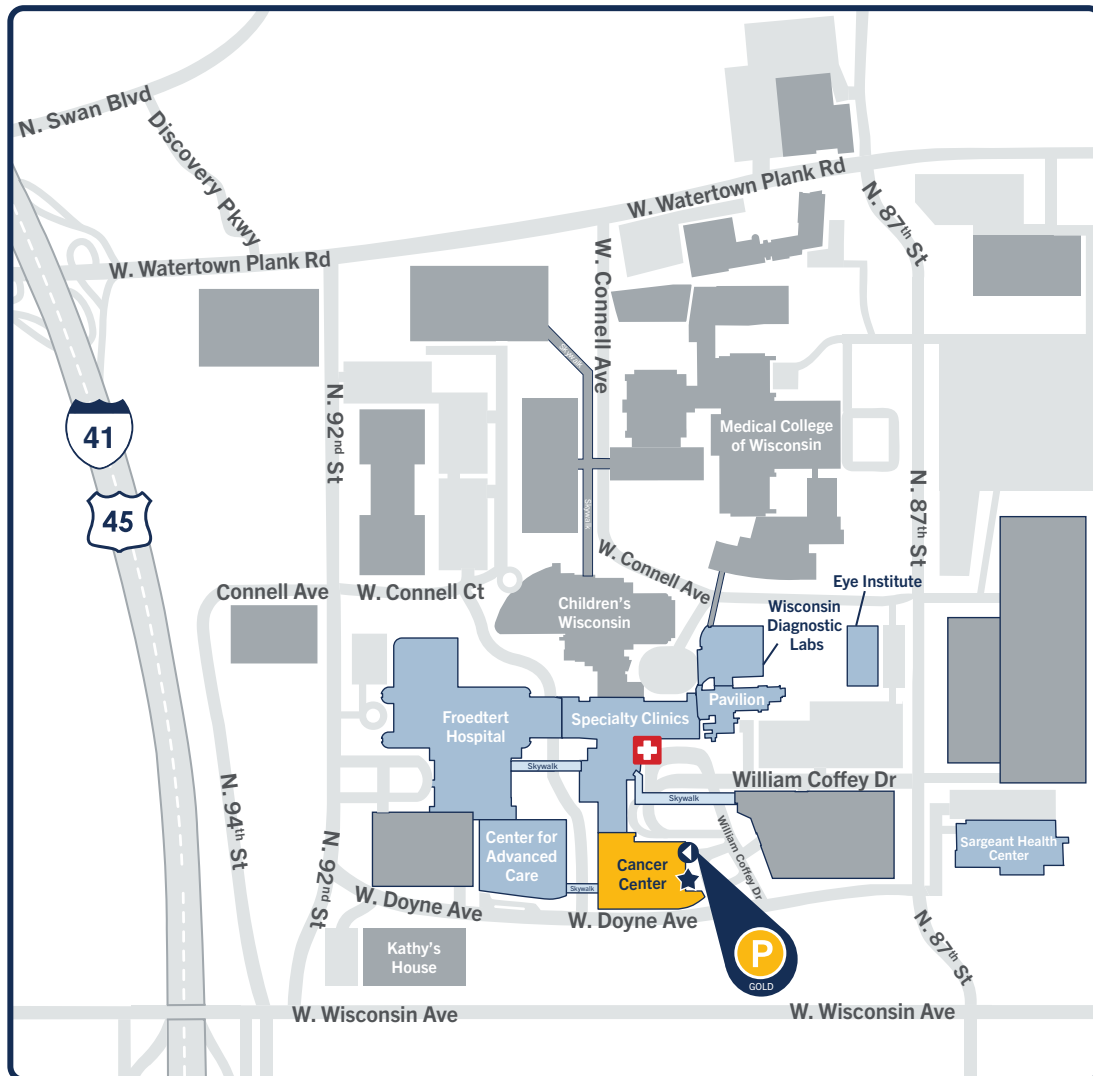 N. Swan Blvd
Discovery Pkwy
W. Watertown Plank Rd
W. Watertown Plank Rd
N. 87th St
W. Connell Ave
Skywalk
41
45
N. 92nd St
Medical College
of Wisconsin
N. 87th St
Skywalk
W. Connell Ave
Connell Ave
W. Connell Ct
Children's
Wisconsin
Eye Institute
Wisconsin
Diagnostic
Labs
Froedtert
Hospital
Specialty Clinics
Pavilion
Skywalk
William Coffey Dr
Skywalk
N. 94th St
N. 92nd St
Center for
Advanced
Care
Cancer
Center
William Coffey Dr
Sargeant Health
Center
Skywalk
W. Doyne Ave
W. Doyne Ave
Kathy's
House
P
GOLD
N. 87th St
W. Wisconsin Ave
W. Wisconsin Ave